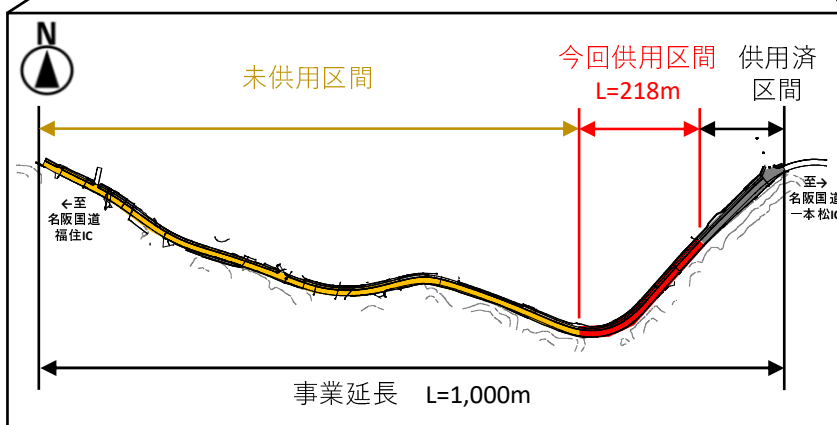 N
未供用区間
今回供用区間
L=218m
供用済
区間
←至
名阪国道
福住IC
至→
名阪国道
一本松IC
事業延長 L=1,000m